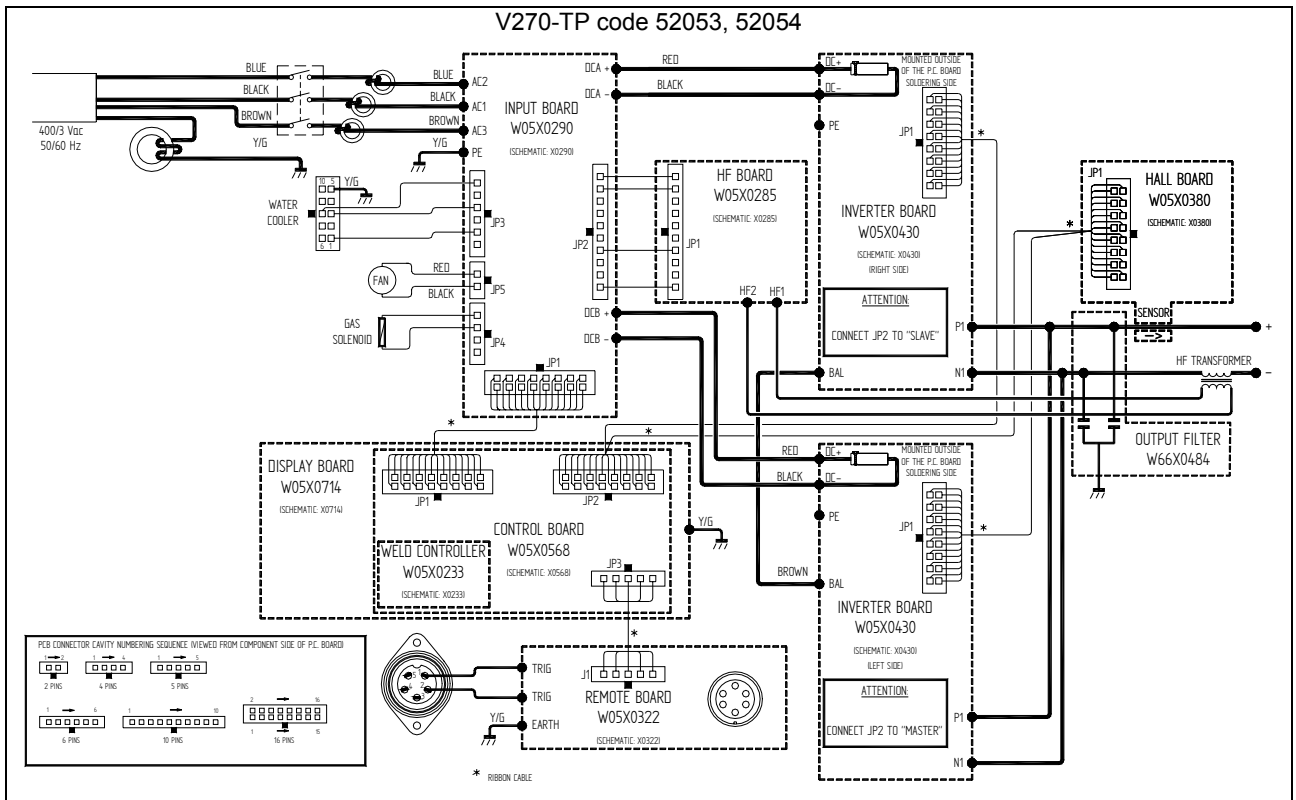 V270-TP code 52053, 52054
400/3 Vac
50/60 Hz
BLUE
BLACK
BROWN
Y/G
BLUE
BLACK
BROWN
Y/G
AC2
AC1
AC3
PE
INPUT BOARD
W05X0290
(SCHEMATIC: X0290)
DCA +
DCA -
RED
BLACK
WATER
COOLER
10 5
6 1
Y/G
JP3
FAN
RED
BLACK
JP5
GAS
SOLENOID
JP4
JP2
DCB +
DCB -
JP1
*
HF BOARD
W05X0285
(SCHEMATIC: X0285)
JP1
HF2 HF1
DC+
DC-
PE
MOUNTED OUTSIDE
OF THE P.C. BOARD
SOLDERING SIDE
JP1
*
INVERTER BOARD
W05X0430
(SCHEMATIC: X0430)
(RIGHT SIDE)
ATTENTION:
CONNECT JP2 TO "SLAVE"
P1
N1
BAL
JP1
*
HALL BOARD
W05X0380
(SCHEMATIC: X0380)
SENSOR
-->
+
HF TRANSFORMER
-
OUTPUT FILTER
W66X0484
DISPLAY BOARD
W05X0714
(SCHEMATIC: X0714)
JP1
JP2
*
CONTROL BOARD
W05X0568
(SCHEMATIC: X0568)
WELD CONTROLLER
W05X0233
(SCHEMATIC: X0233)
JP3
*
Y/G
RED
BLACK
DC+
DC-
PE
MOUNTED OUTSIDE
OF THE P.C. BOARD
SOLDERING SIDE
JP1
*
BROWN
BAL
INVERTER BOARD
W05X0430
(SCHEMATIC: X0430)
(LEFT SIDE)
ATTENTION:
CONNECT JP2 TO "MASTER"
P1
N1
PCB CONNECTOR CAVITY NUMBERING SEQUENCE (VIEWED FROM COMPONENT SIDE OF P.C. BOARD)
1 2
2 PINS
1 4
4 PINS
1 5
5 PINS
1 6
6 PINS
1 10
10 PINS
2 16
1 15
16 PINS
5 1
4 2
3
Y/G
TRIG
TRIG
EARTH
J1
REMOTE BOARD
W05X0322
(SCHEMATIC: X0322)
* RIBBON CABLE